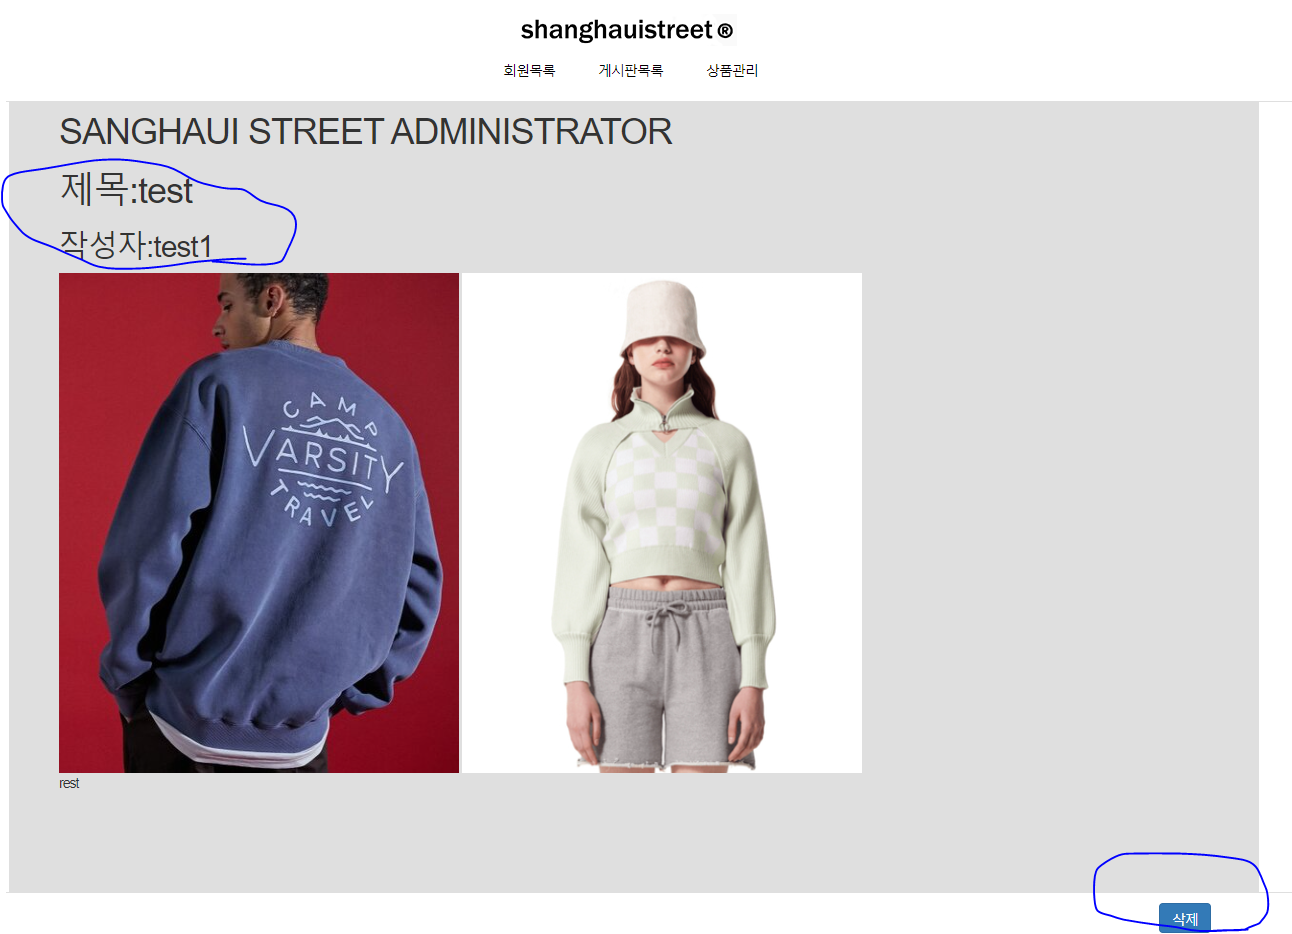 shanghauistreet ®
회원목록 게시판목록 상품관리
SANGHAUI STREET ADMINISTRATOR
제목:test
작성자:test1
CAMP
VARSITY
TRAVEL
rest
삭제